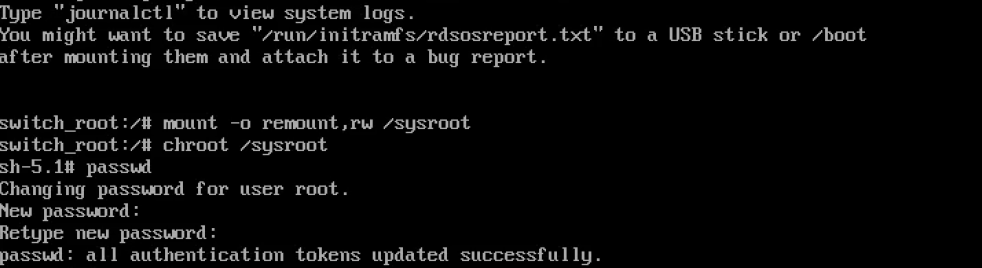 Type "journalctl" to view system logs.
You might want to save "/run/initramfs/rdsosreport.txt" to a USB stick or /boot
after mounting them and attach it to a bug report.
switch_root:/# mount -o remount,rw /sysroot
switch_root:/# chroot /sysroot
sh-5.1# passwd
Changing password for user root.
New password:
Retype new password:
passwd: all authentication tokens updated successfully.